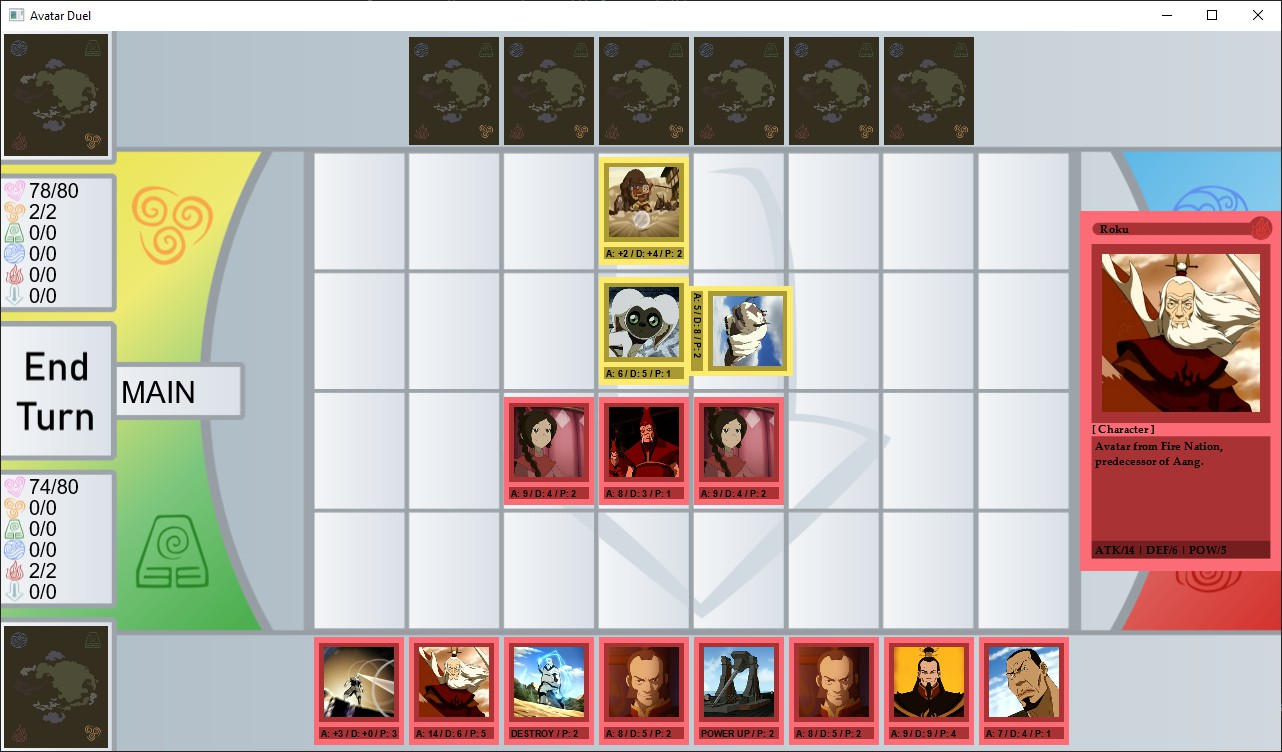 Avatar Duel
78/80
2/2
0/0
0/0
0/0
0/0
End
Turn
MAIN
74/80
0/0
0/0
0/0
2/2
0/0
A: +2 / D: +4 / P: 2
A: 6 / D: 5 / P: 1
A: 5 / D: 8 / P: 2
A: 9 / D: 4 / P: 2
A: 8 / D: 3 / P: 1
A: 9 / D: 4 / P: 2
Roku
[ Character ]
Avatar from Fire Nation,
predecessor of Aang.
ATK/14 | DEF/6 | POW/5
A: +3 / D: +0 / P: 3
A: 14 / D: 6 / P: 5
DESTROY / P: 2
A: 8 / D: 5 / P: 2
POWER UP / P: 2
A: 8 / D: 5 / P: 2
A: 9 / D: 9 / P: 4
A: 7 / D: 4 / P: 1